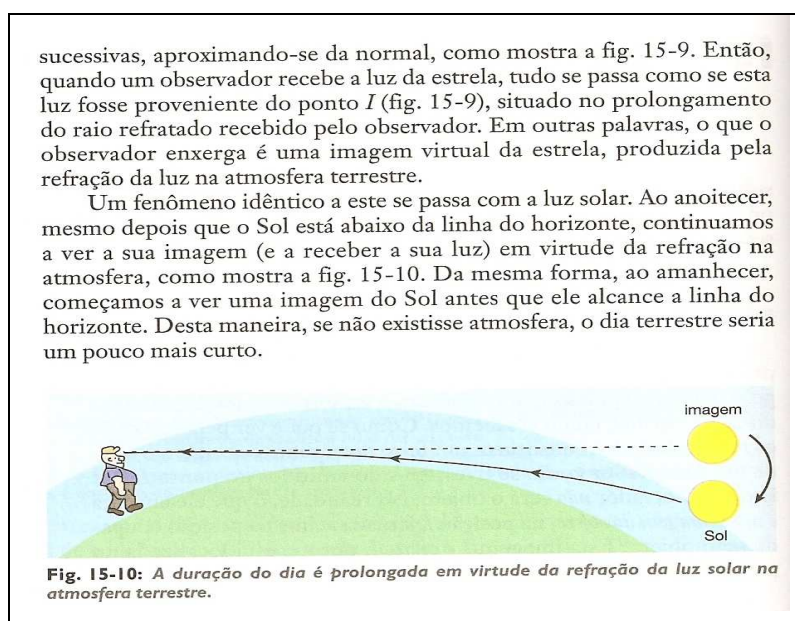 sucessivas, aproximando-se da normal, como mostra a fig. 15-9. Então,
quando um observador recebe a luz da estrela, tudo se passa como se esta
luz fosse proveniente do ponto I (fig. 15-9), situado no prolongamento
do raio refratado recebido pelo observador. Em outras palavras, o que o
observador enxerga é uma imagem virtual da estrela, produzida pela
refração da luz na atmosfera terrestre.
Um fenômeno idêntico a este se passa com a luz solar. Ao anoitecer,
mesmo depois que o Sol está abaixo da linha do horizonte, continuamos
a ver a sua imagem (e a receber a sua luz) em virtude da refração na
atmosfera, como mostra a fig. 15-10. Da mesma forma, ao amanhecer,
começamos a ver uma imagem do Sol antes que ele alcance a linha do
horizonte. Desta maneira, se não existisse atmosfera, o dia terrestre seria
um pouco mais curto.
imagem
Sol
Fig. 15-10: A duração do dia é prolongada em virtude da refração da luz solar na
atmosfera terrestre.